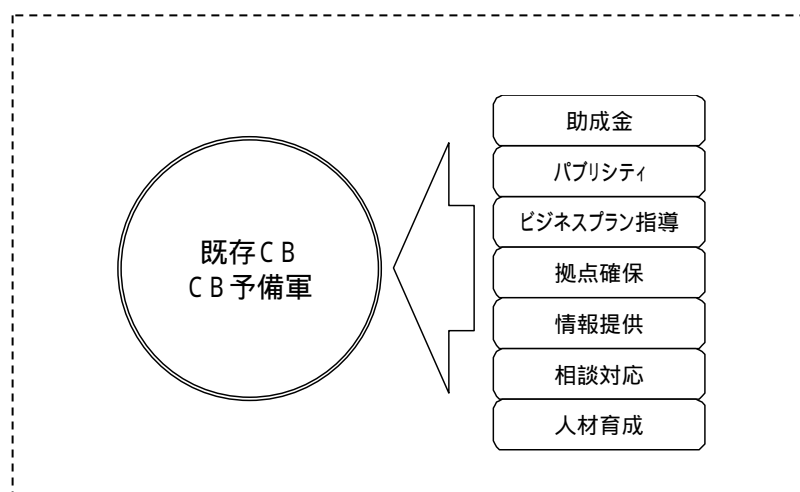 既存CB
CB予備軍
助成金
パブリシティ
ビジネスプラン指導
拠点確保
情報提供
相談対応
人材育成